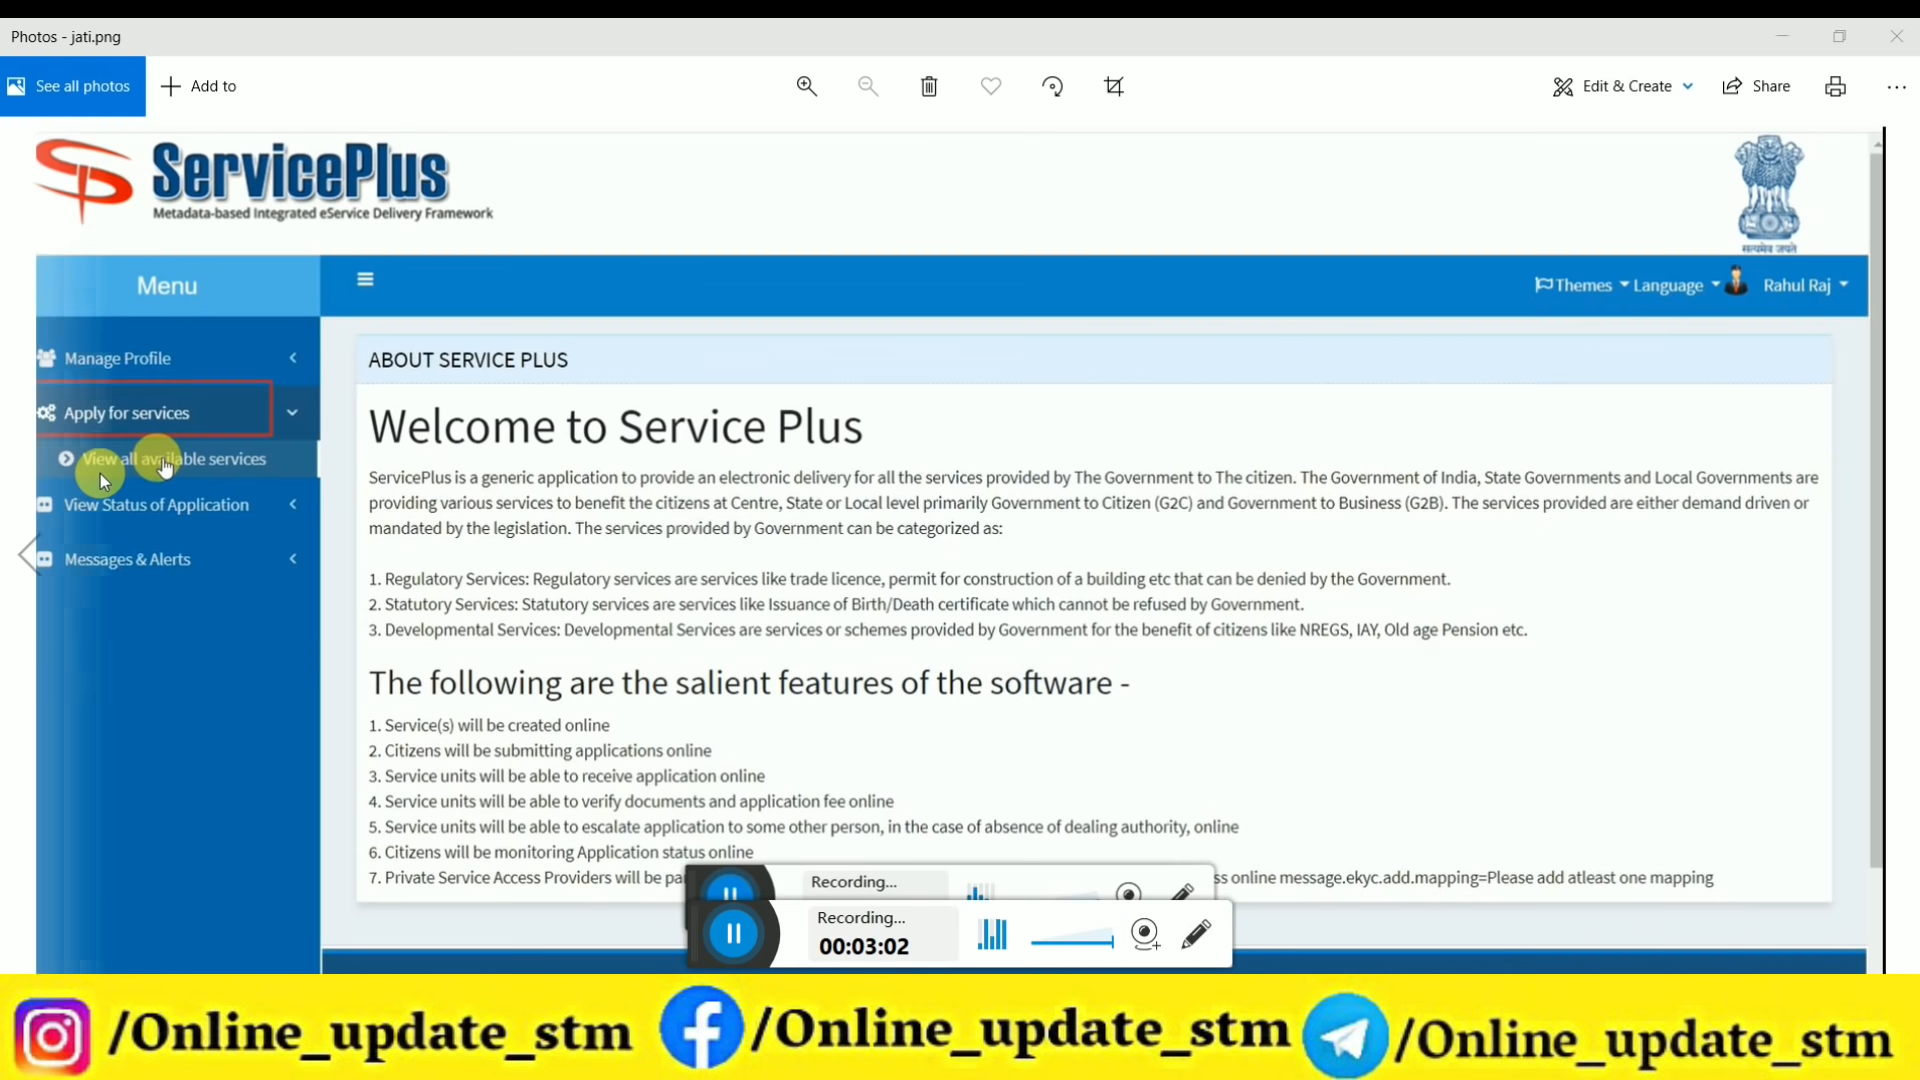 Photos - jati.png
See all photos
Add to
Edit & Create
Share
ServicePlus
Metadata-based Integrated eService Delivery Framework
सत्यमेव जयते
Menu
Themes
Language
Rahul Raj
Manage Profile
Apply for services
View all available services
View Status of Application
Messages & Alerts
ABOUT SERVICE PLUS
Welcome to Service Plus
ServicePlus is a generic application to provide an electronic delivery for all the services provided by The Government to The citizen. The Government of India, State Governments and Local Governments are
providing various services to benefit the citizens at Centre, State or Local level primarily Government to Citizen (G2C) and Government to Business (G2B). The services provided are either demand driven or
mandated by the legislation. The services provided by Government can be categorized as:
1. Regulatory Services: Regulatory services are services like trade licence, permit for construction of a building etc that can be denied by the Government.
2. Statutory Services: Statutory services are services like Issuance of Birth/Death certificate which cannot be refused by Government.
3. Developmental Services: Developmental Services are services or schemes provided by Government for the benefit of citizens like NREGS, IAY, Old age Pension etc.
The following are the salient features of the software -
1. Service(s) will be created online
2. Citizens will be submitting applications online
3. Service units will be able to receive application online
4. Service units will be able to verify documents and application fee online
5. Service units will be able to escalate application to some other person, in the case of absence of dealing authority, online
6. Citizens will be monitoring Application status online
7. Private Service Access Providers will be online message.ekyc.add.mapping=Please add atleast one mapping
Recording...
Recording...
00:03:02
/Online_update_stm
/Online_update_stm
/Online_update_stm